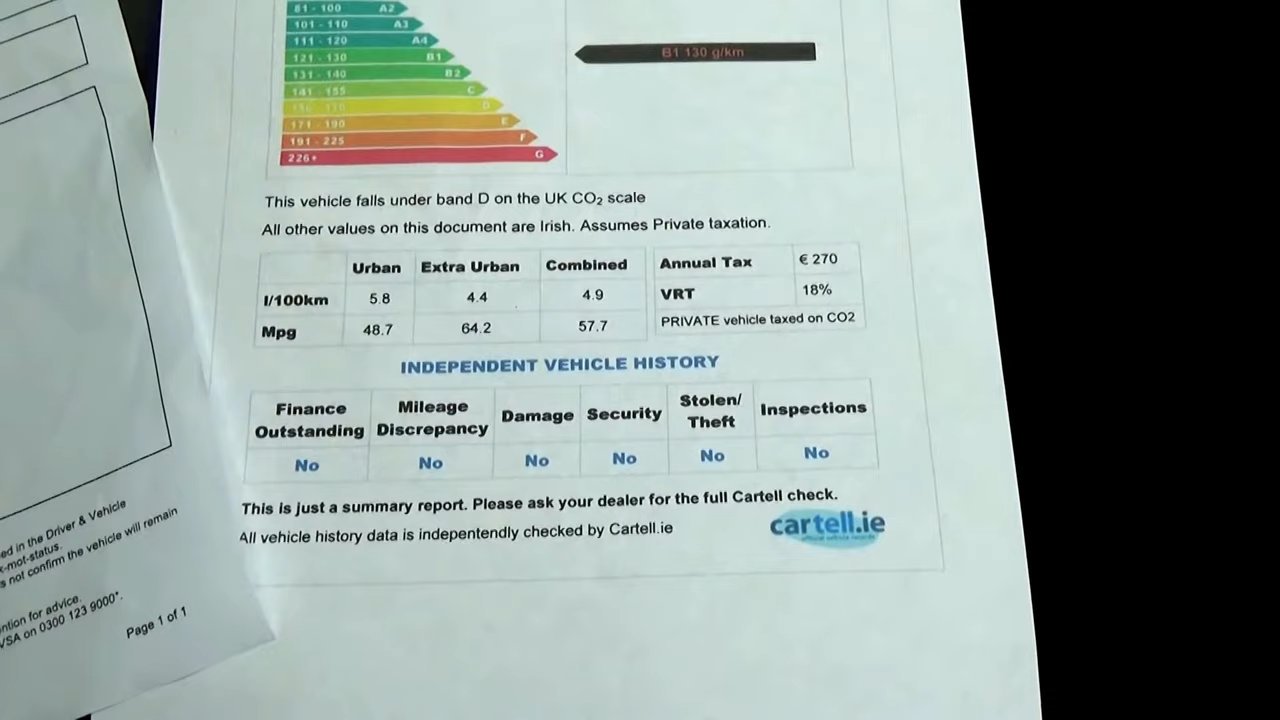 81 - 100 A2
101 - 110 A3
111 - 120 A4
121 - 130 B1
131 - 140 B2
141 - 155 C
D
171 - 190 E
191 - 225 F
226+ G
B1 130 g/km
This vehicle falls under band D on the UK CO₂ scale
All other values on this document are Irish. Assumes Private taxation.
Urban Extra Urban Combined
l/100km 5.8 4.4 4.9
Mpg 48.7 64.2 57.7
Annual Tax € 270
VRT 18%
PRIVATE vehicle taxed on CO2
INDEPENDENT VEHICLE HISTORY
Finance Outstanding Mileage Discrepancy Damage Security Stolen/ Theft Inspections
No No No No No No
This is just a summary report. Please ask your dealer for the full Cartell check.
All vehicle history data is independently checked by Cartell.ie
cartell.ie
official vehicle records
ed in the Driver & Vehicle
-mot-status.
s not confirm the vehicle will remain
ntion for advice.
VSA on 0300 123 9000*.
Page 1 of 1